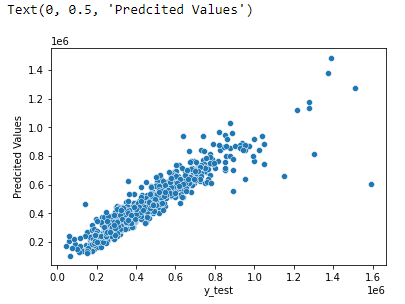 Text(0, 0.5, 'Predcited Values')
1e6
1.4
1.2
1.0
0.8
0.6
0.4
0.2
Predcited Values
0.0 0.2 0.4 0.6 0.8 1.0 1.2 1.4 1.6
y_test
1e6